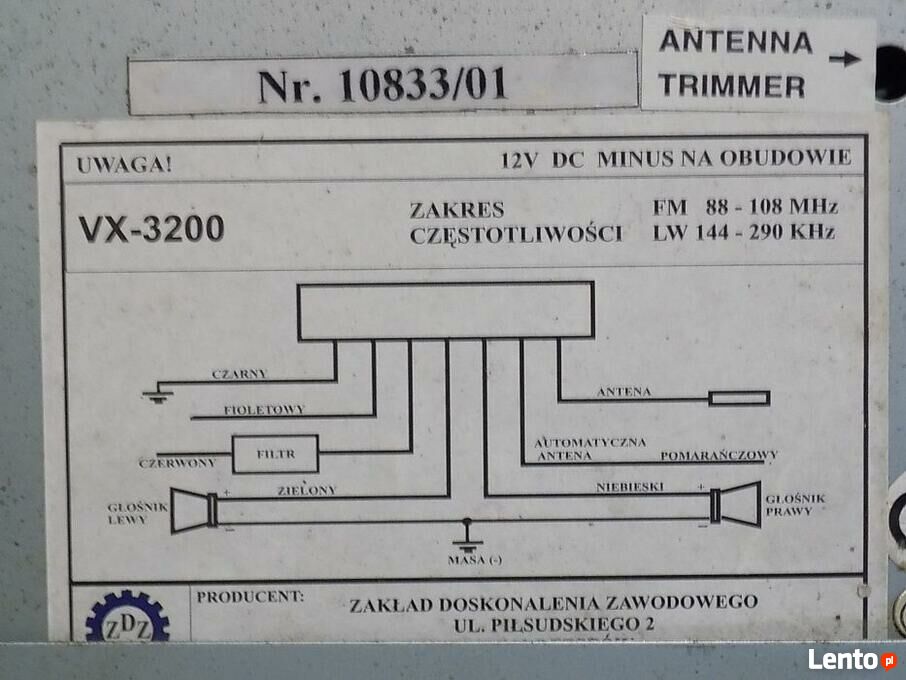 Nr. 10833/01
ANTENNA
TRIMMER
UWAGA!
12V DC MINUS NA OBUDOWIE
VX-3200
ZAKRES
CZĘSTOTLIWOŚCI
FM 88 - 108 MHz
LW 144 - 290 KHz
CZARNY
FIOLETOWY
CZERWONY
FILTR
ANTENA
AUTOMATYCZNA
ANTENA
POMARAŃCZOWY
GŁOŚNIK
LEWY
+
ZIELONY
−
NIEBIESKI
+
GŁOŚNIK
PRAWY
−
MASA (-)
ZDZ
PRODUCENT:
ZAKŁAD DOSKONALENIA ZAWODOWEGO
UL. PIŁSUDSKIEGO 2
Lento.pl